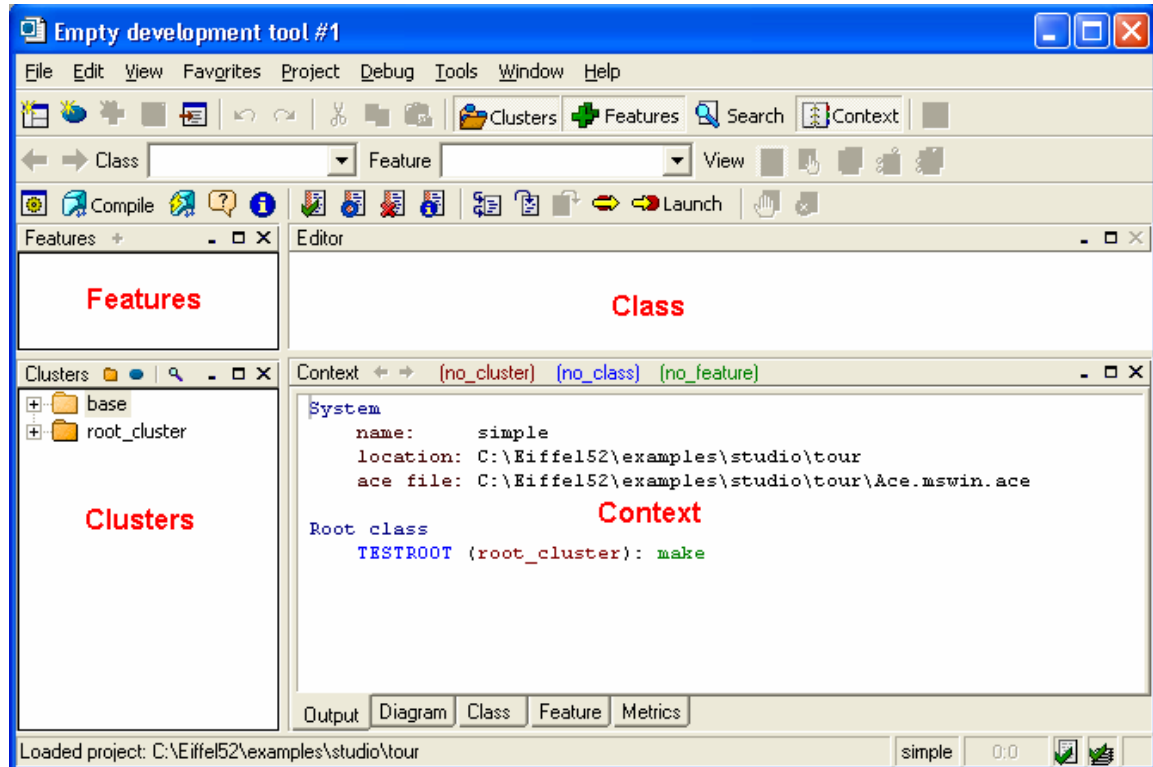 Empty development tool #1
File Edit View Favorites Project Debug Tools Window Help
Clusters Features Search Context
Class Feature View
Compile Launch
Features Editor
Features
Class
Clusters Context (no_cluster) (no_class) (no_feature)
base
root_cluster
System
name: simple
location: C:\Eiffel52\examples\studio\tour
ace file: C:\Eiffel52\examples\studio\tour\Ace.mswin.ace
Clusters
Context
Root class
TESTROOT (root_cluster): make
Output Diagram Class Feature Metrics
Loaded project: C:\Eiffel52\examples\studio\tour simple 0:0